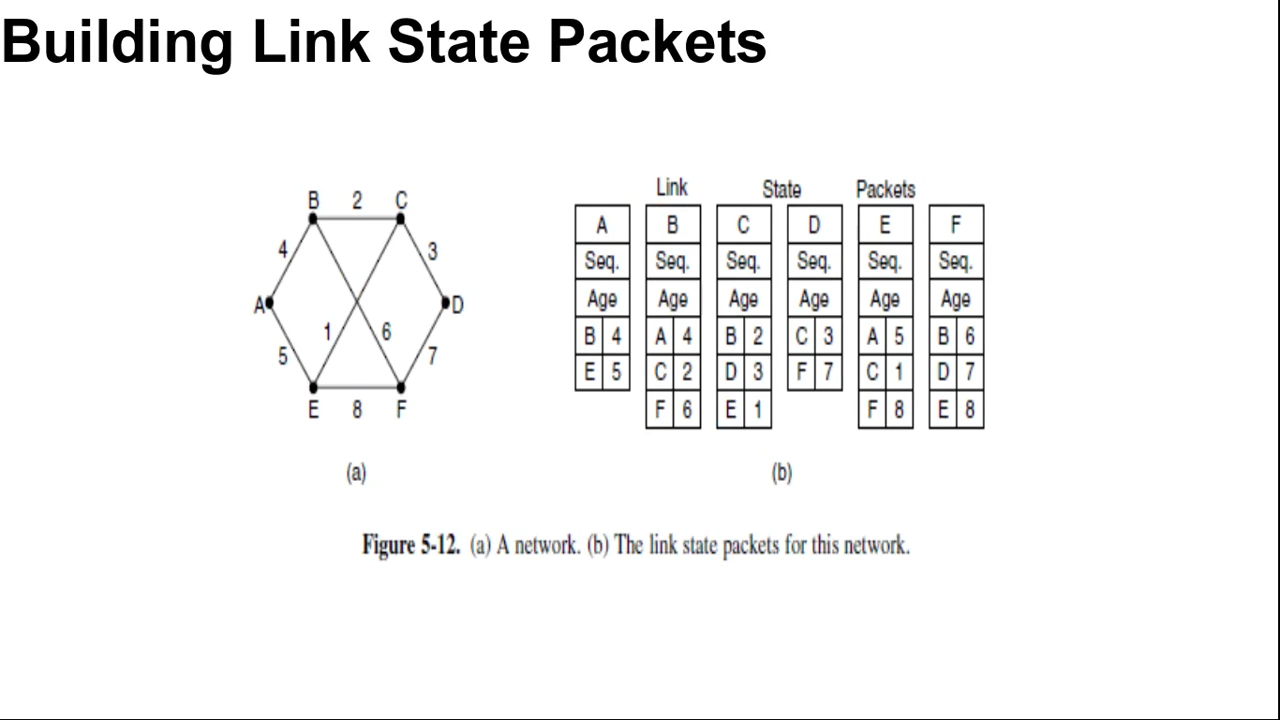 Building Link State Packets
B 2 C
4 3
A D
1 6
5 7
E 8 F
(a)
Link State Packets
A B C D E F
Seq. Seq. Seq. Seq. Seq. Seq.
Age Age Age Age Age Age
B 4 A 4 B 2 C 3 A 5 B 6
E 5 C 2 D 3 F 7 C 1 D 7
F 6 E 1 F 8 E 8
(b)
Figure 5-12. (a) A network. (b) The link state packets for this network.